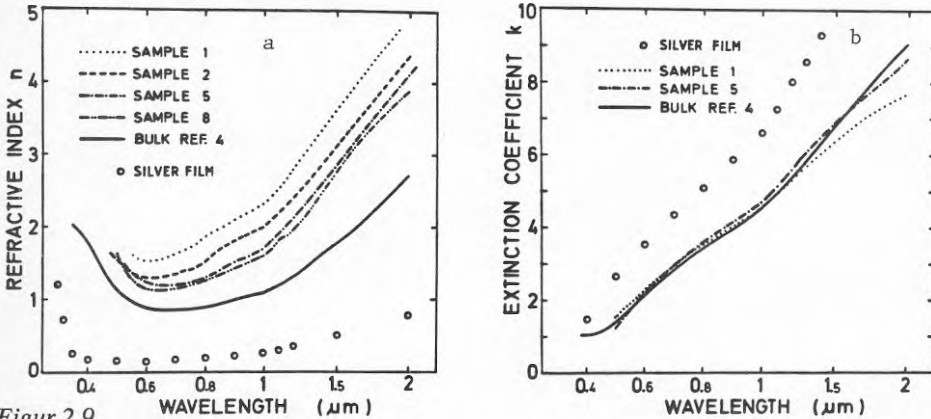 a
5
4
3
2
1
0
REFRACTIVE INDEX n
SAMPLE 1
SAMPLE 2
SAMPLE 5
SAMPLE 8
BULK REF. 4
SILVER FILM
0.4 0.6 0.8 1 1.5 2
WAVELENGTH (μm)
b
10
8
6
4
2
0
EXTINCTION COEFFICIENT k
SILVER FILM
SAMPLE 1
SAMPLE 5
BULK REF. 4
0.4 0.6 0.8 1 1.5 2
WAVELENGTH (μm)
Figur 2.9